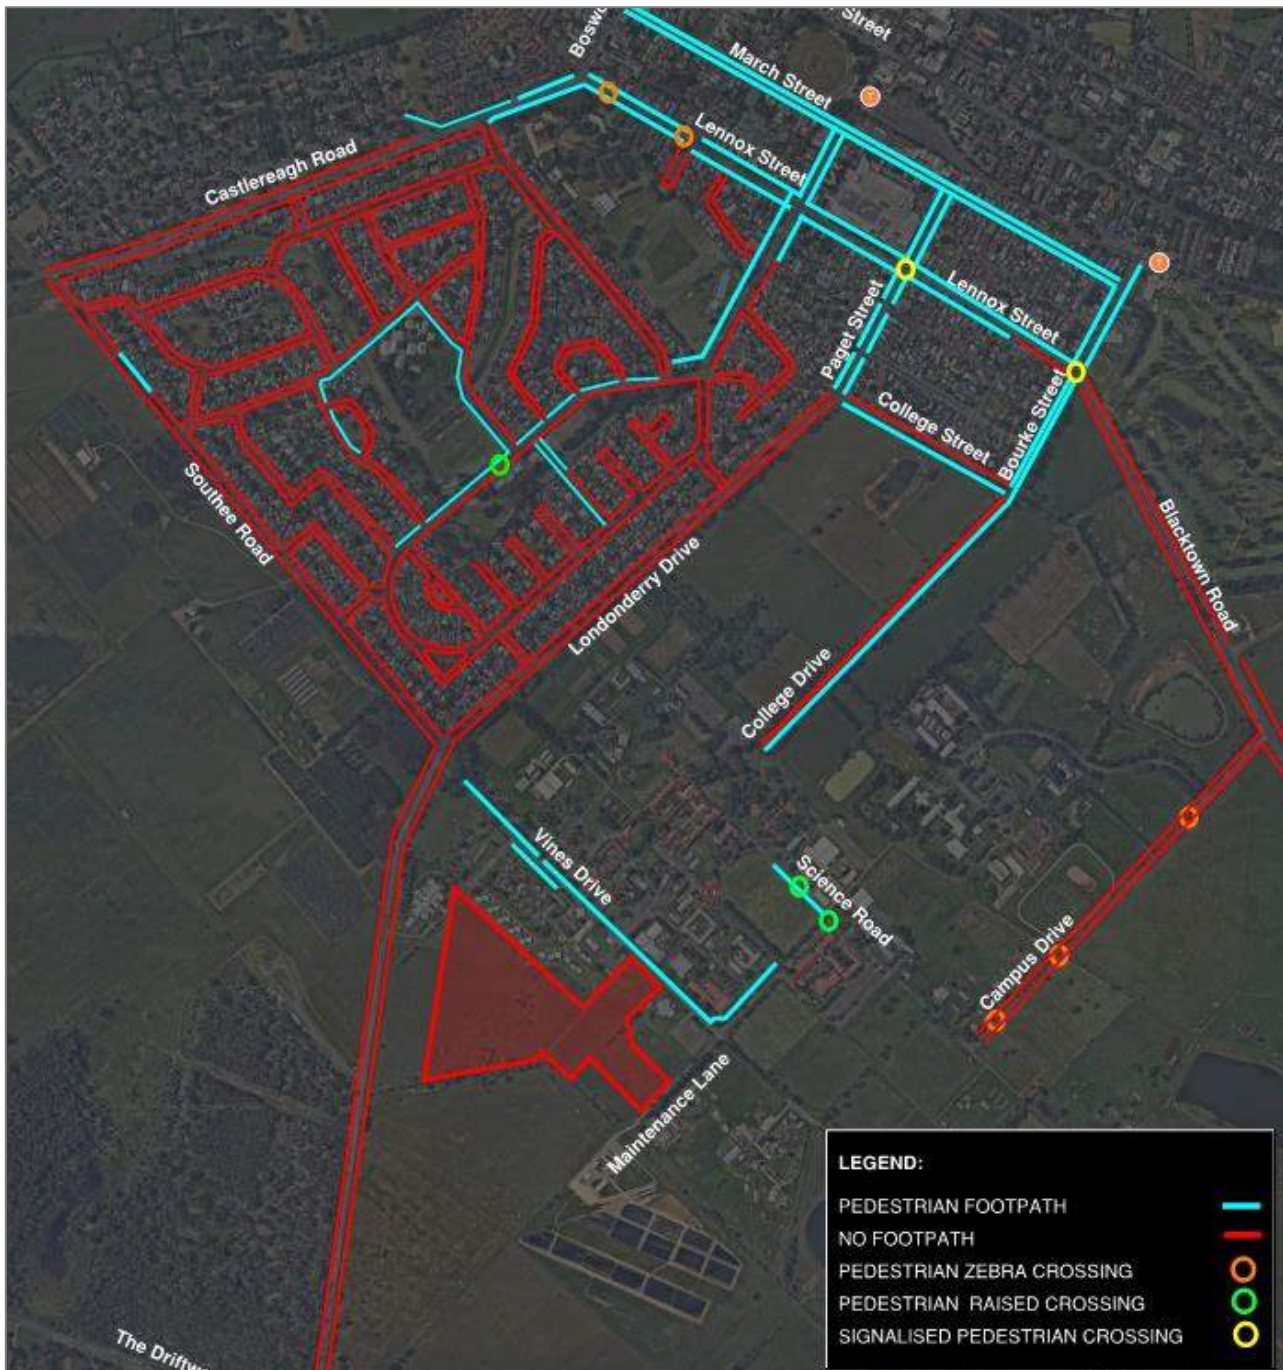 Street
March Street
Lennox Street
Castlereagh Road
Lennox Street
Paget Street
College Street
Bourke Street
Southee Road
Blacktown Road
Londonderry Drive
College Drive
Vines Drive
Science Road
Campus Drive
Maintenance Lane
The Driftw
LEGEND:
PEDESTRIAN FOOTPATH
NO FOOTPATH
PEDESTRIAN ZEBRA CROSSING
PEDESTRIAN RAISED CROSSING
SIGNALISED PEDESTRIAN CROSSING